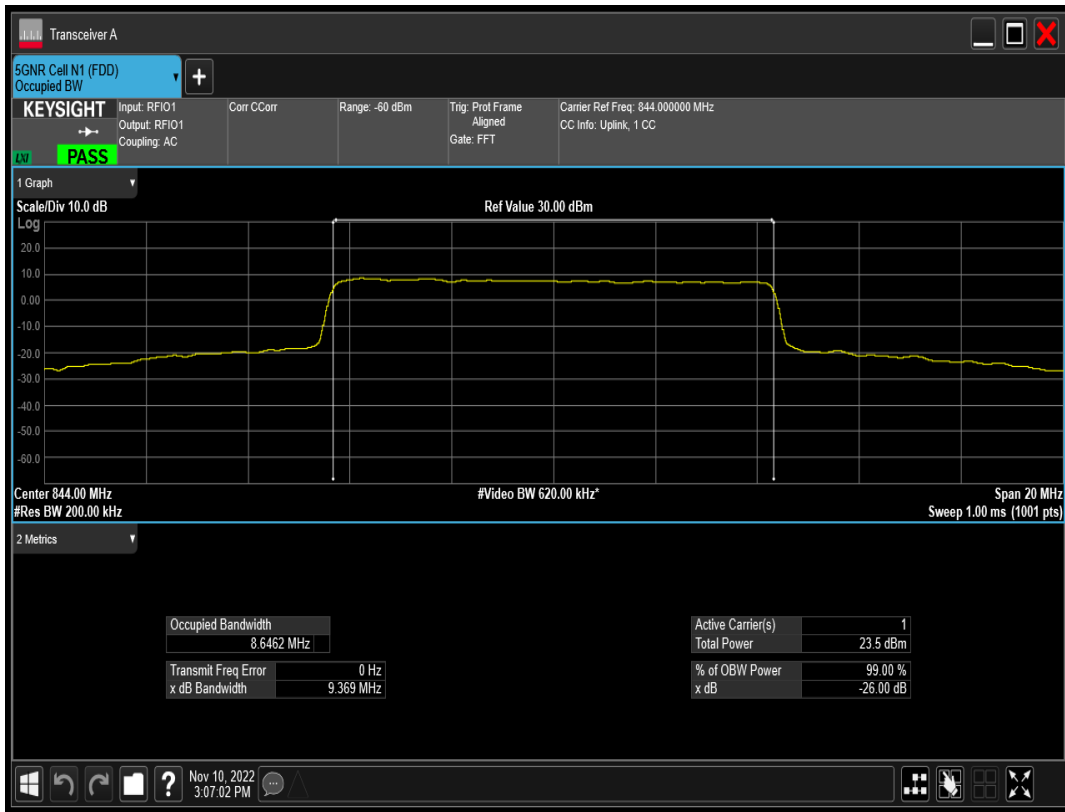 Transceiver A
5GNR Cell N1 (FDD)
Occupied BW
KEYSIGHT
Input: RFIO1
Output: RFIO1
Coupling: AC
Corr CCorr
Range: -60 dBm
Trig: Prot Frame
Aligned
Gate: FFT
Carrier Ref Freq: 844.000000 MHz
CC Info: Uplink, 1 CC
LXI
PASS
1 Graph
Scale/Div 10.0 dB
Ref Value 30.00 dBm
Log
20.0
10.0
0.00
-10.0
-20.0
-30.0
-40.0
-50.0
-60.0
Center 844.00 MHz
#Video BW 620.00 kHz*
Span 20 MHz
#Res BW 200.00 kHz
Sweep 1.00 ms (1001 pts)
2 Metrics
Occupied Bandwidth
8.6462 MHz
Transmit Freq Error 0 Hz
x dB Bandwidth 9.369 MHz
Active Carrier(s) 1
Total Power 23.5 dBm
% of OBW Power 99.00 %
x dB -26.00 dB
?
Nov 10, 2022
3:07:02 PM